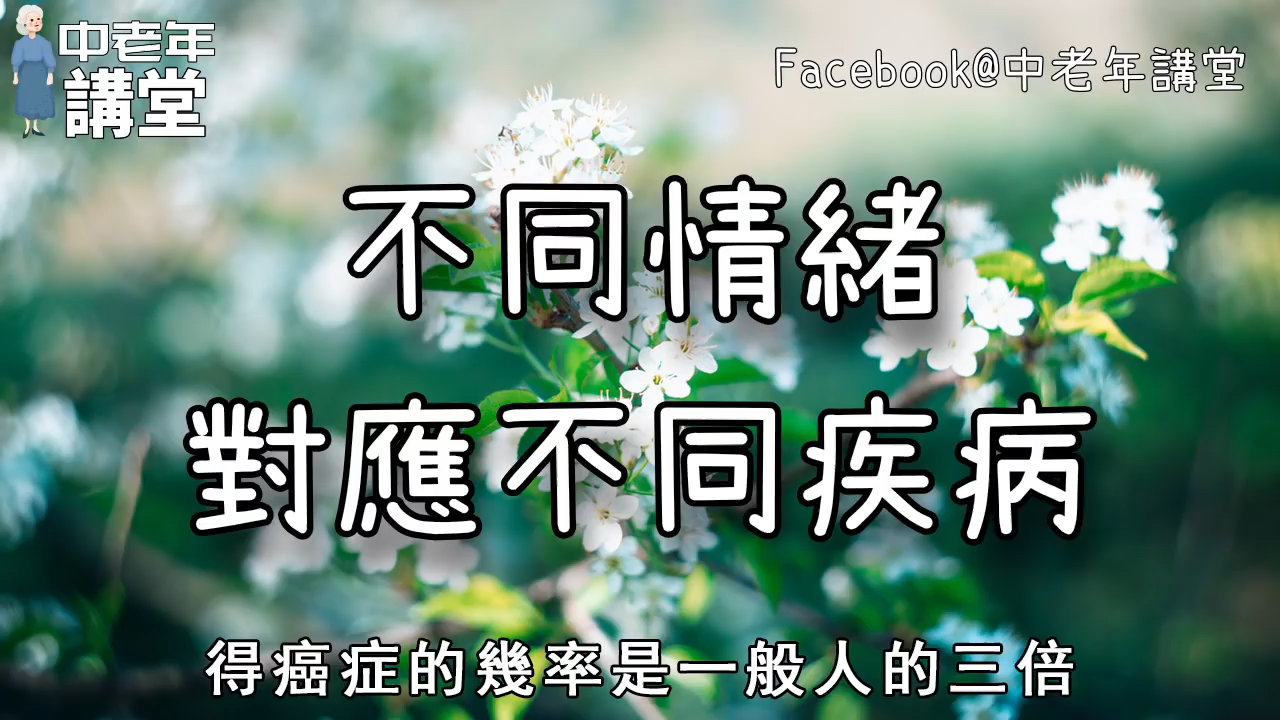 中老年
講堂
Facebook@中老年講堂
不同情緒
對應不同疾病
得癌症的幾率是一般人的三倍